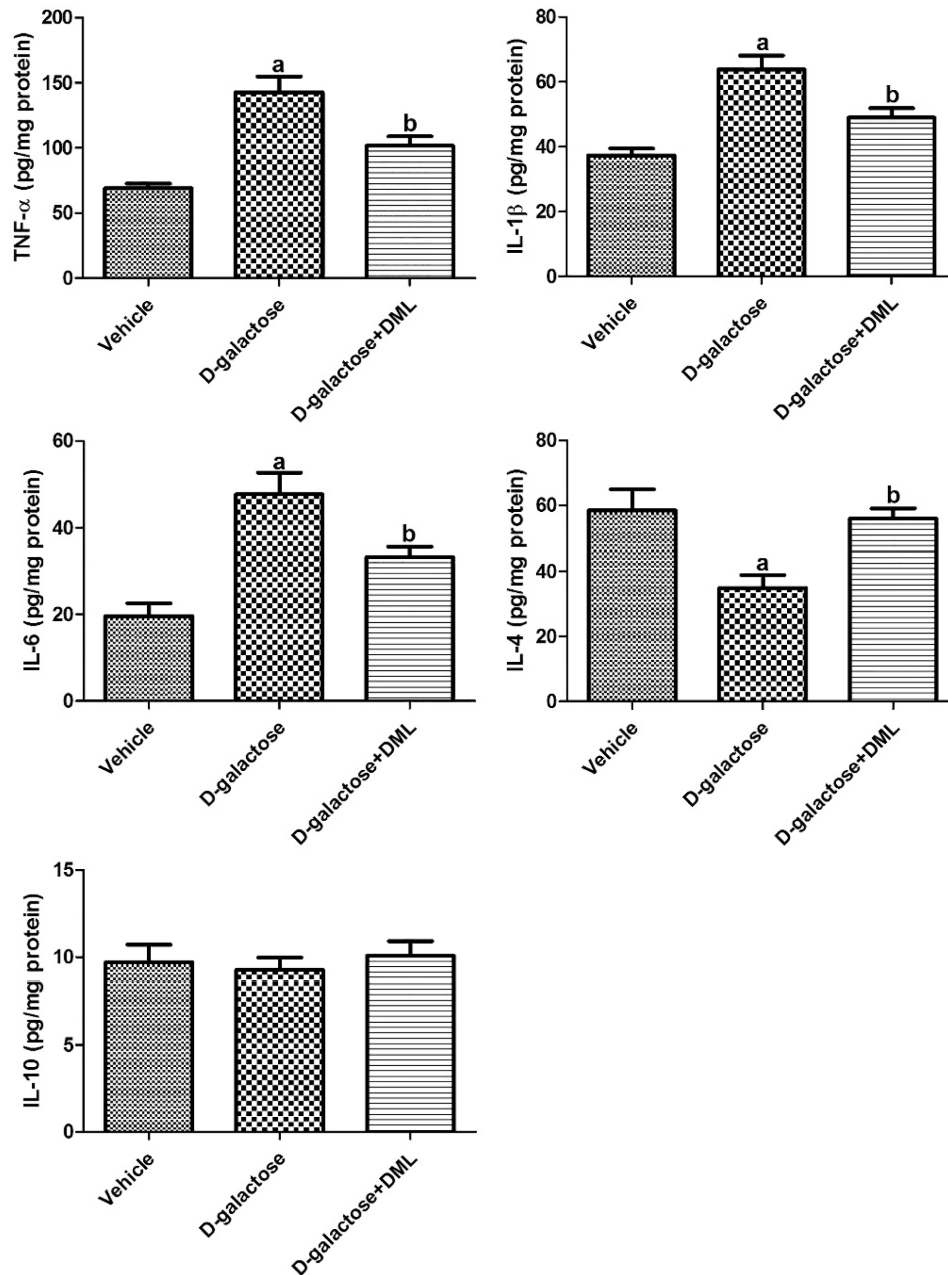 TNF-α (pg/mg protein)
200
150
100
50
0
a
b
Vehicle
D-galactose
D-galactose+DML
IL-1β (pg/mg protein)
80
60
40
20
0
a
b
Vehicle
D-galactose
D-galactose+DML
IL-6 (pg/mg protein)
60
40
20
0
a
b
Vehicle
D-galactose
D-galactose+DML
IL-4 (pg/mg protein)
80
60
40
20
0
a
b
Vehicle
D-galactose
D-galactose+DML
IL-10 (pg/mg protein)
15
10
5
0
Vehicle
D-galactose
D-galactose+DML